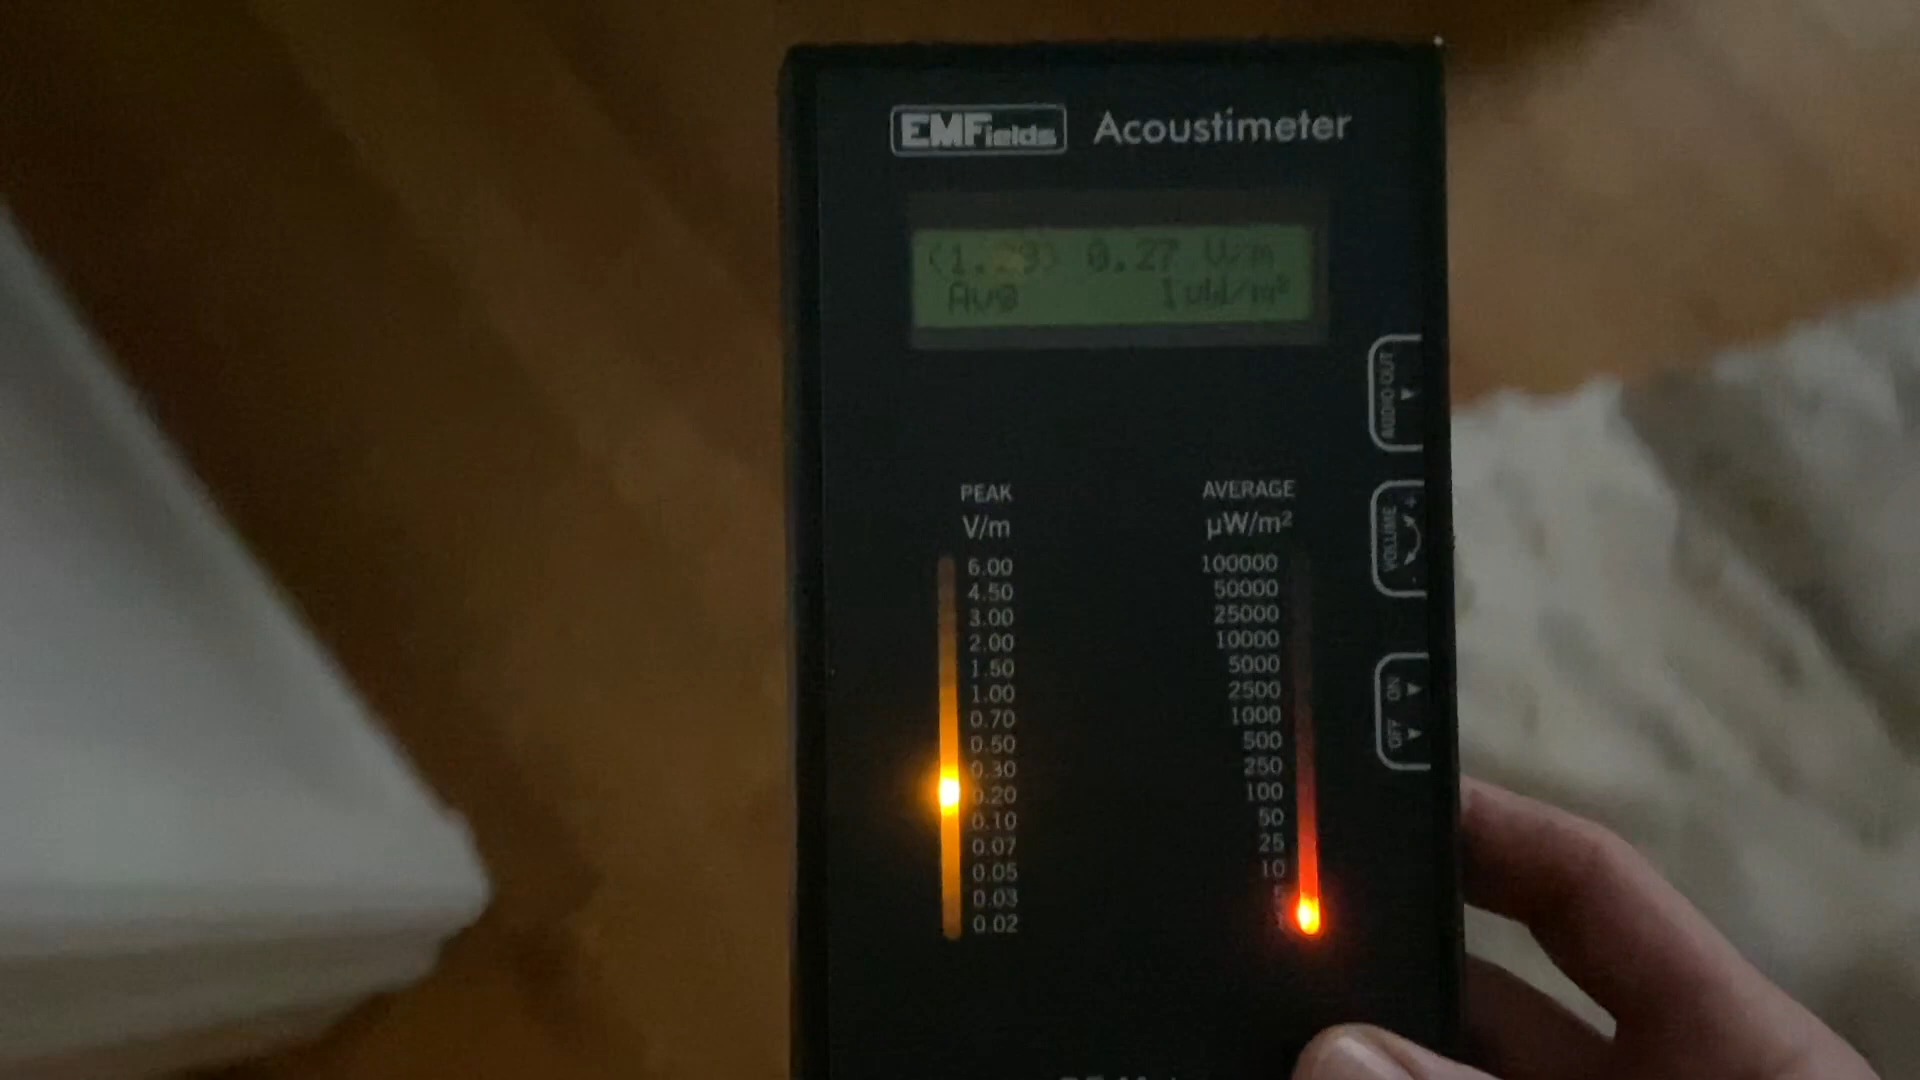 EMFields Acoustimeter
0.27 V/m
Avg 1uW/m²
AUDIO OUT
PEAK AVERAGE
V/m µW/m2
VOLUME + -
6.00 100000
4.50 50000
3.00 25000
2.00 10000
1.50 5000
1.00 2500
0.70 1000
0.50 500
0.30 250
0.20 100
0.10 50
0.07 25
0.05 10
0.03 5
0.02
OFF ON